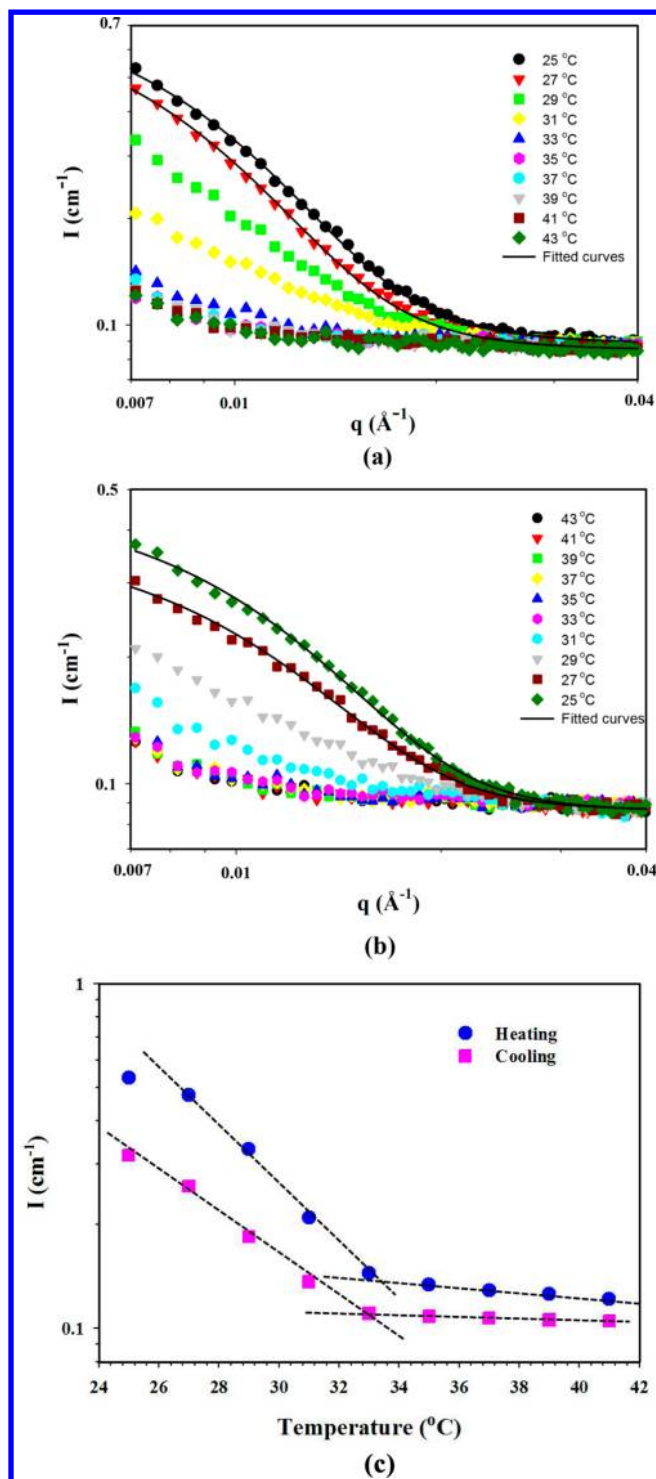 0.7
I (cm⁻¹)
0.1
25 °C
27 °C
29 °C
31 °C
33 °C
35 °C
37 °C
39 °C
41 °C
43 °C
Fitted curves
0.007
0.01
0.04
q (Å⁻¹)
(a)
0.5
I (cm⁻¹)
0.1
43 °C
41 °C
39 °C
37 °C
35 °C
33 °C
31 °C
29 °C
27 °C
25 °C
Fitted curves
0.007
0.01
0.04
q (Å⁻¹)
(b)
1
I (cm⁻¹)
0.1
Heating
Cooling
24 26 28 30 32 34 36 38 40 42
Temperature (°C)
(c)